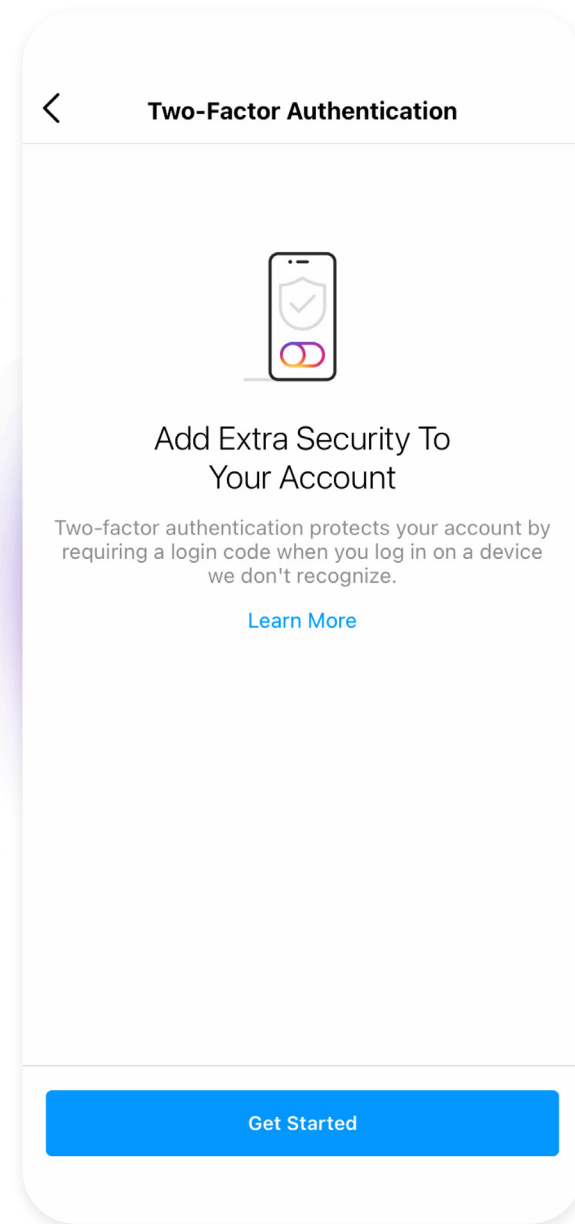 Two-Factor Authentication
Add Extra Security To
Your Account
Two-factor authentication protects your account by
requiring a login code when you log in on a device
we don't recognize.
Learn More
Get Started